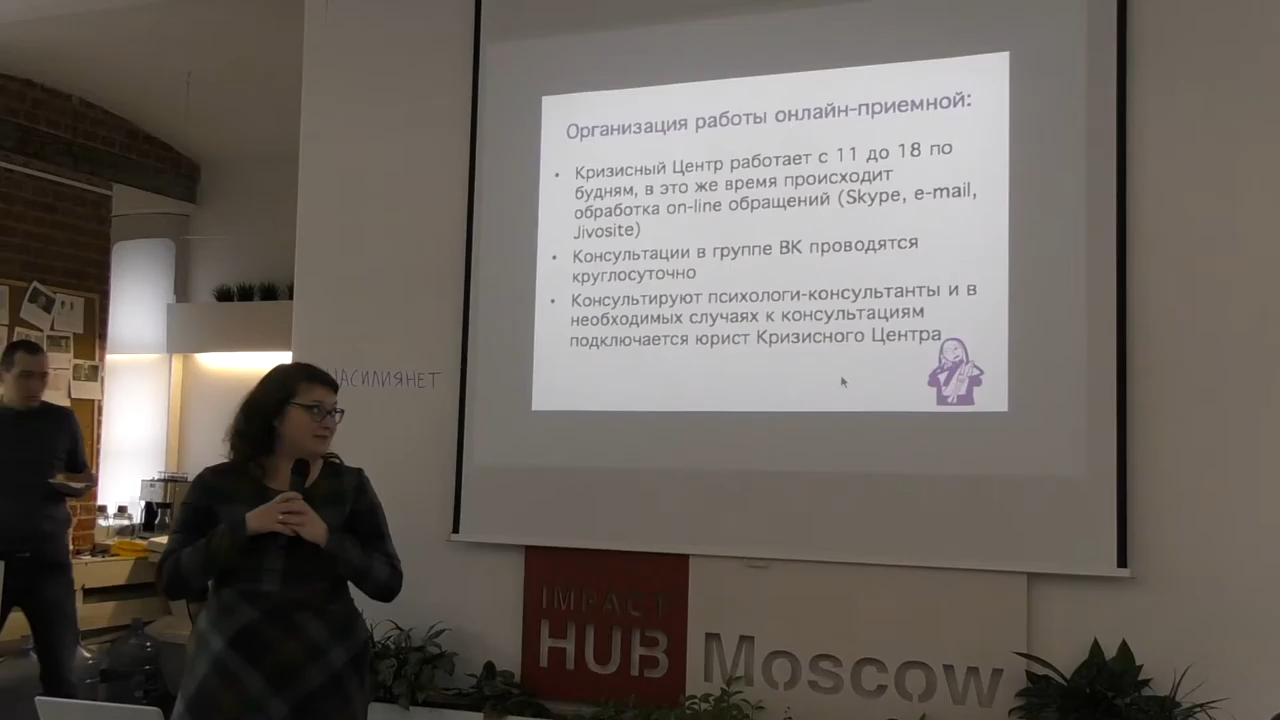 Организация работы онлайн-приемной:
• Кризисный Центр работает с 11 до 18 по
будням, в это же время происходит
обработка on-line обращений (Skype, e-mail,
Jivosite)
• Консультации в группе ВК проводятся
круглосуточно
• Консультируют психологи-консультанты и в
необходимых случаях к консультациям
подключается юрист Кризисного Центра
НАСИЛИЯНЕТ
IMPACT
HUB Moscow